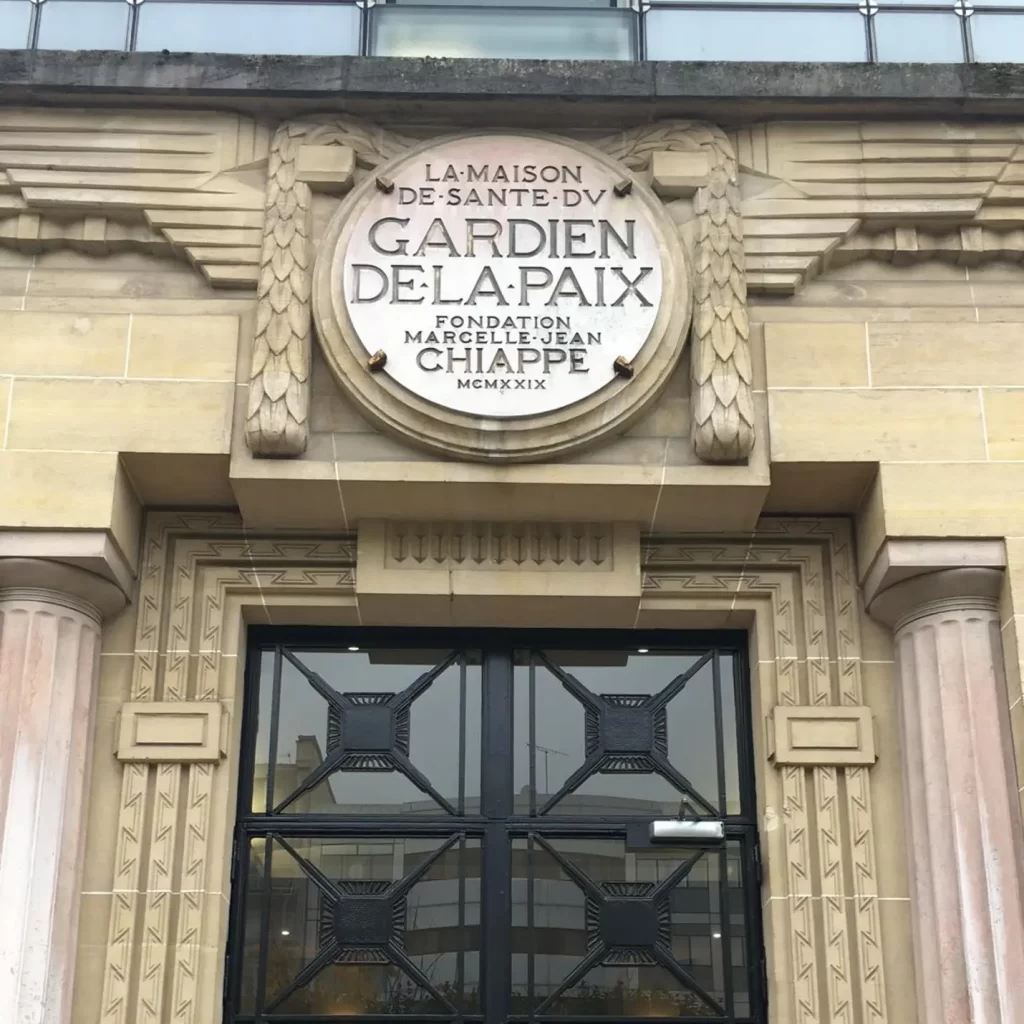 LA·MAISON
DE·SANTE·DV
GARDIEN
DE·LA·PAIX
FONDATION
MARCELLE·JEAN
CHIAPPE
MCMXXIX